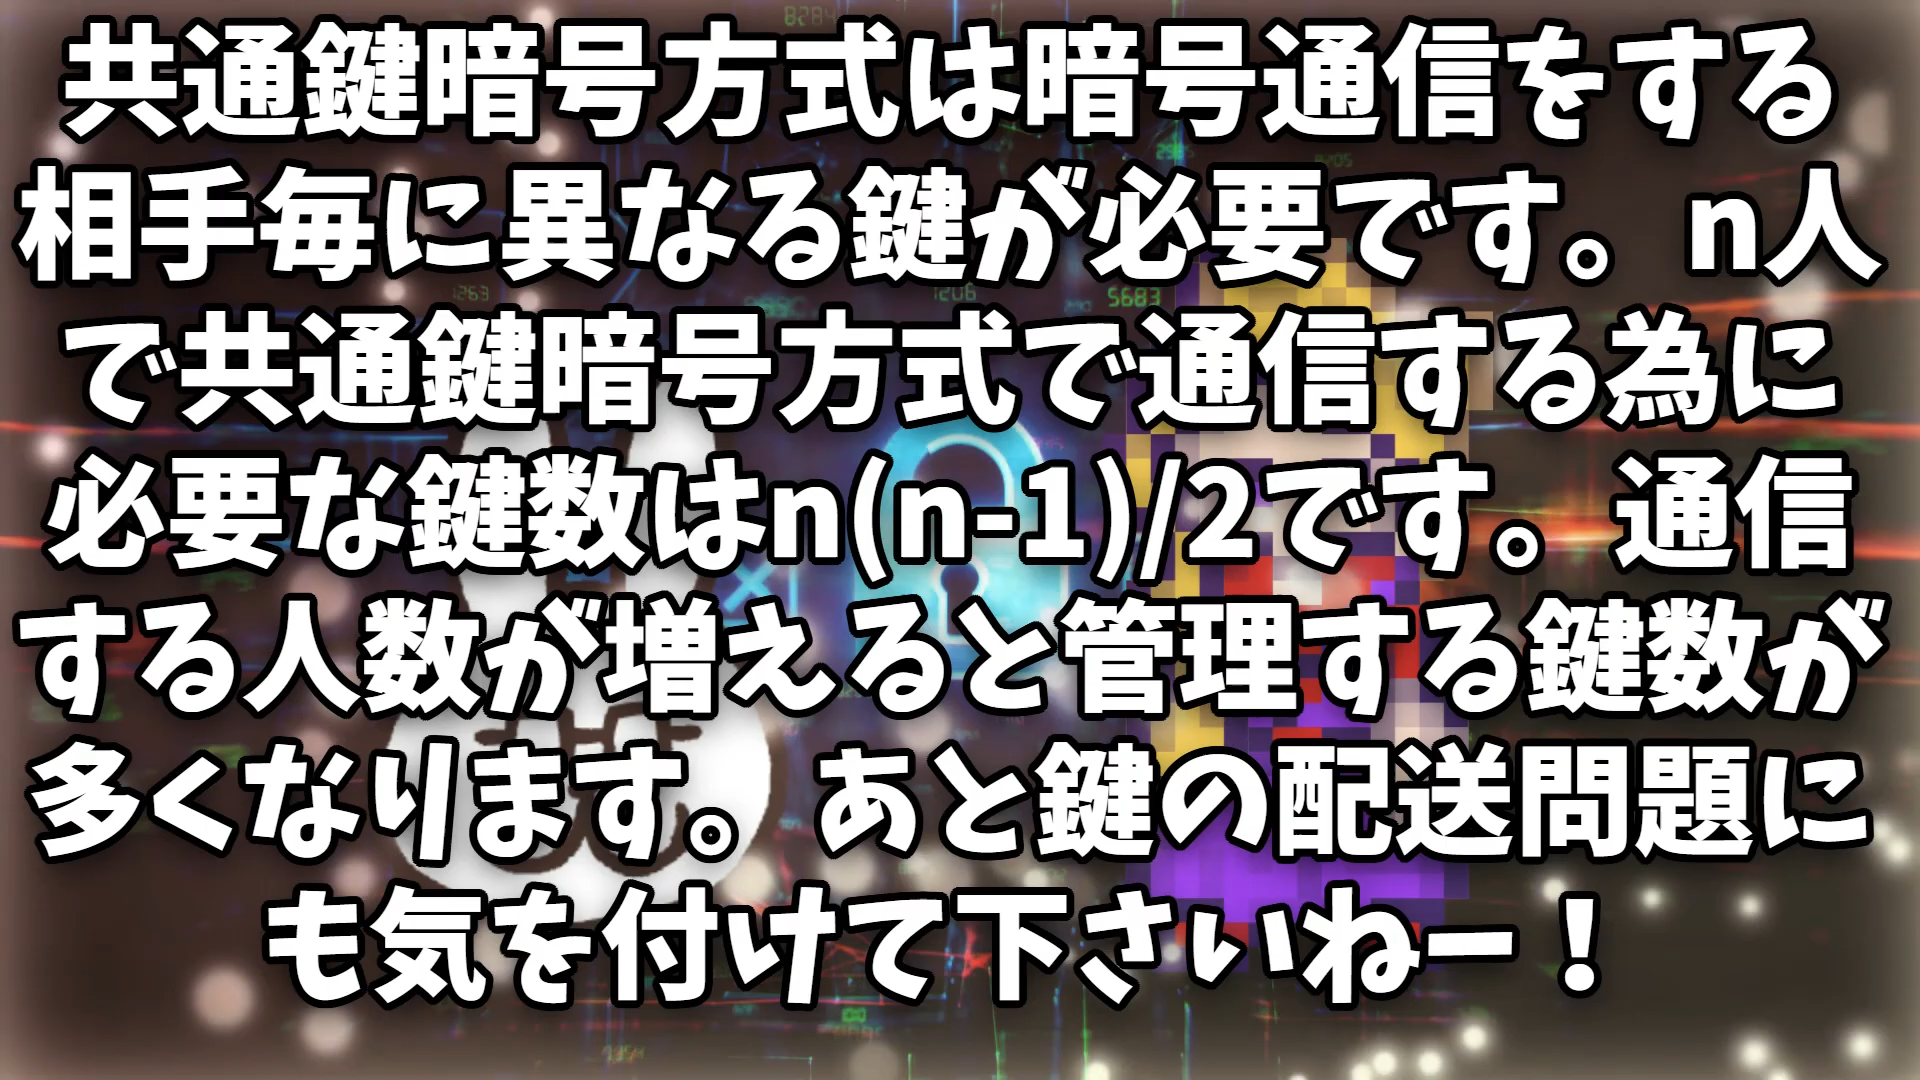 共通鍵暗号方式は暗号通信をする
相手毎に異なる鍵が必要です。n人
で共通鍵暗号方式で通信する為に
必要な鍵数はn(n-1)/2です。通信
する人数が増えると管理する鍵数が
多くなります。あと鍵の配送問題に
も気を付けて下さいねー！
8284
1263
1206
5683